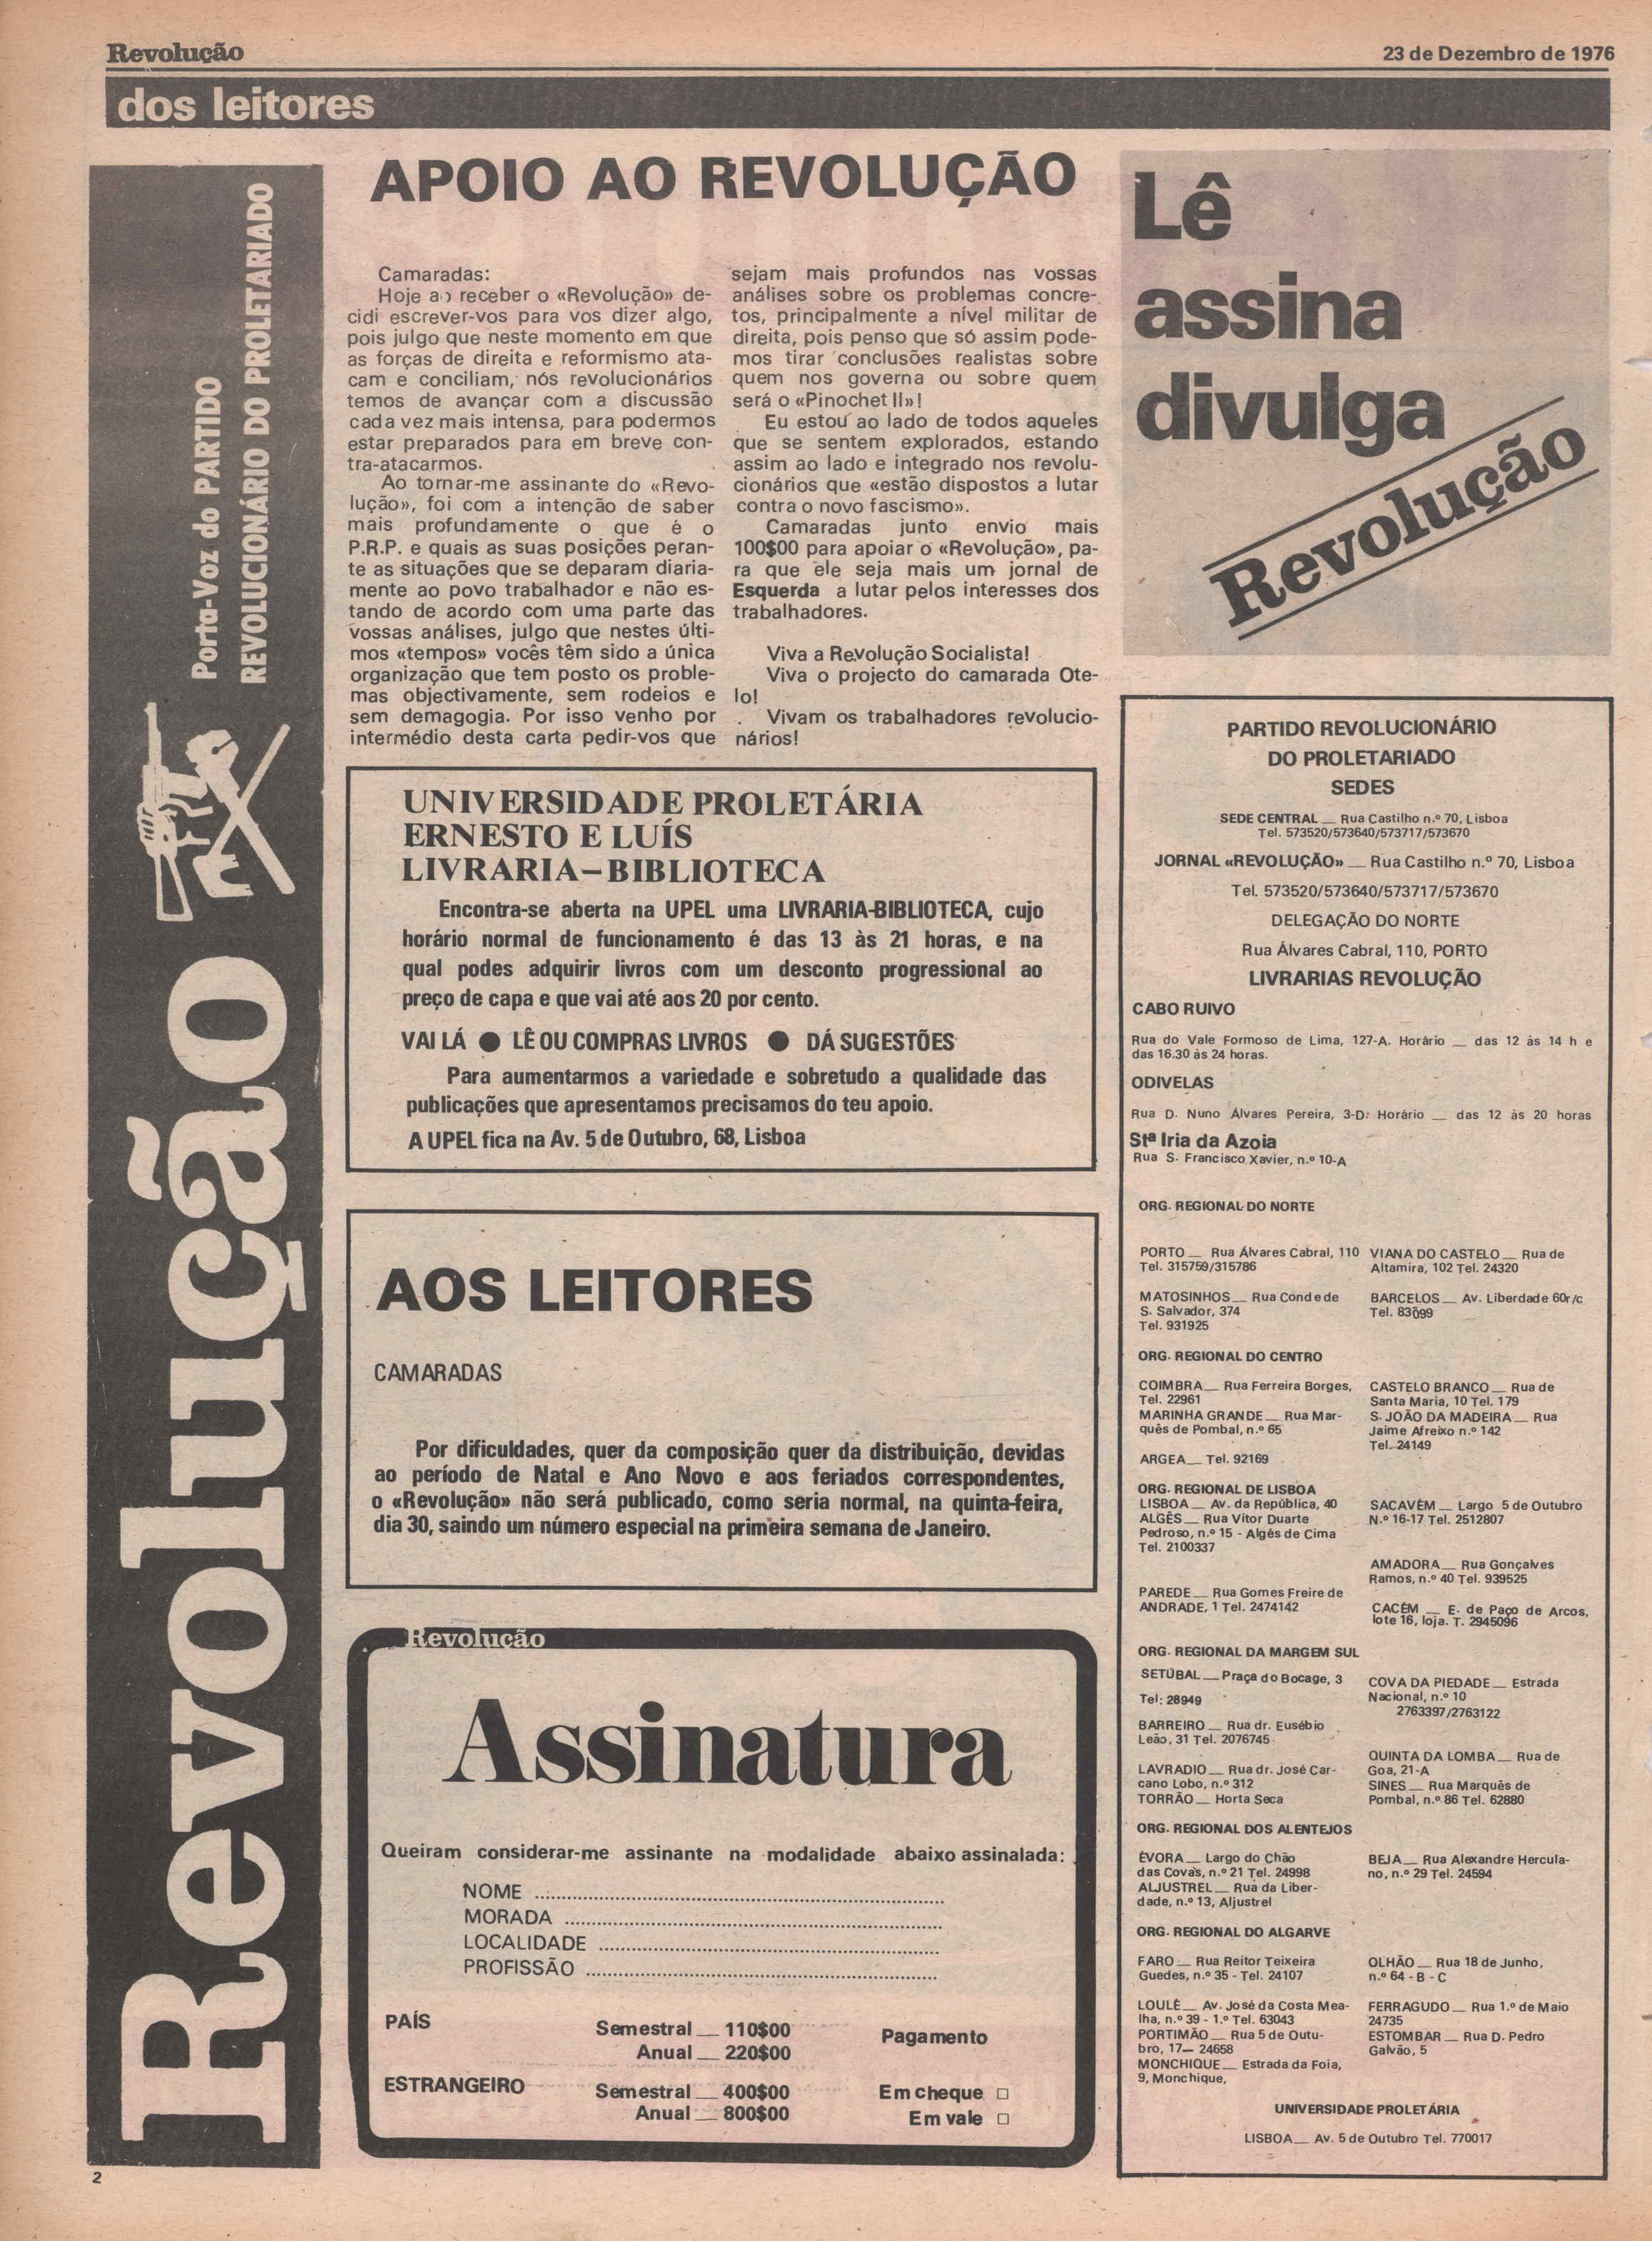 Revolução
23 de Dezembro de 1976
dos leitores
Revolução
Porta-Voz do PARTIDO
REVOLUCIONÁRIO DO PROLETARIADO
APOIO AO REVOLUÇÃO
Camaradas:
Hoje ao receber o «Revolução» de-
cidi escrever-vos para vos dizer algo,
pois julgo que neste momento em que
as forças de direita e reformismo ata-
cam e conciliam, nós revolucionários
temos de avançar com a discussão
cada vez mais intensa, para podermos
estar preparados para em breve con-
tra-atacarmos.
Ao tornar-me assinante do «Revo-
lução», foi com a intenção de saber
mais profundamente o que é o
P.R.P. e quais as suas posições peran-
te as situações que se deparam diaria-
mente ao povo trabalhador e não es-
tando de acordo com uma parte das
vossas análises, julgo que nestes últi-
mos «tempos» vocês têm sido a única
organização que tem posto os proble-
mas objectivamente, sem rodeios e
sem demagogia. Por isso venho por
intermédio desta carta pedir-vos que
sejam mais profundos nas vossas
análises sobre os problemas concre-
tos, principalmente a nível militar de
direita, pois penso que só assim pode-
mos tirar conclusões realistas sobre
quem nos governa ou sobre quem
será o «Pinochet II»!
Eu estou ao lado de todos aqueles
que se sentem explorados, estando
assim ao lado e integrado nos revolu-
cionários que «estão dispostos a lutar
contra o novo fascismo».
Camaradas junto envio mais
100$00 para apoiar o «Revolução», pa-
ra que ele seja mais um jornal de
Esquerda a lutar pelos interesses dos
trabalhadores.
Viva a Revolução Socialista!
Viva o projecto do camarada Ote-
lo!
Vivam os trabalhadores revolucio-
nários!
Lê
assina
divulga
Revolução
UNIVERSIDADE PROLETÁRIA
ERNESTO E LUÍS
LIVRARIA–BIBLIOTECA
Encontra-se aberta na UPEL uma LIVRARIA-BIBLIOTECA, cujo
horário normal de funcionamento é das 13 às 21 horas, e na
qual podes adquirir livros com um desconto progressional ao
preço de capa e que vai até aos 20 por cento.
VAI LÁ ● LÊ OU COMPRAS LIVROS ● DÁ SUGESTÕES
Para aumentarmos a variedade e sobretudo a qualidade das
publicações que apresentamos precisamos do teu apoio.
A UPEL fica na Av. 5 de Outubro, 68, Lisboa
AOS LEITORES
CAMARADAS
Por dificuldades, quer da composição quer da distribuição, devidas
ao período de Natal e Ano Novo e aos feriados correspondentes,
o «Revolução» não será publicado, como seria normal, na quinta-feira,
dia 30, saindo um número especial na primeira semana de Janeiro.
Revolução
Assinatura
Queiram considerar-me assinante na modalidade abaixo assinalada:
NOME
MORADA
LOCALIDADE
PROFISSÃO
PAÍS
Semestral — 110$00
Anual — 220$00
Pagamento
ESTRANGEIRO
Semestral — 400$00
Anual — 800$00
Em cheque □
Em vale □
PARTIDO REVOLUCIONÁRIO
DO PROLETARIADO
SEDES
SEDE CENTRAL — Rua Castilho n.º 70, Lisboa
Tel. 573520/573640/573717/573670
JORNAL «REVOLUÇÃO» — Rua Castilho n.º 70, Lisboa
Tel. 573520/573640/573717/573670
DELEGAÇÃO DO NORTE
Rua Álvares Cabral, 110, PORTO
LIVRARIAS REVOLUÇÃO
CABO RUIVO
Rua do Vale Formoso de Lima, 127-A. Horário — das 12 às 14 h e
das 16.30 às 24 horas.
ODIVELAS
Rua D. Nuno Álvares Pereira, 3-D. Horário — das 12 às 20 horas
Stª Iria da Azoia
Rua S. Francisco Xavier, n.º 10-A
ORG. REGIONAL DO NORTE
PORTO — Rua Álvares Cabral, 110
Tel. 315759/315786
VIANA DO CASTELO — Rua de
Altamira, 102 Tel. 24320
MATOSINHOS — Rua Conde de
S. Salvador, 374
Tel. 931925
BARCELOS — Av. Liberdade 60r/c
Tel. 83099
ORG. REGIONAL DO CENTRO
COIMBRA — Rua Ferreira Borges,
Tel. 22961
MARINHA GRANDE — Rua Mar-
quês de Pombal, n.º 65
ARGEA — Tel. 92169
CASTELO BRANCO — Rua de
Santa Maria, 10 Tel. 179
S. JOÃO DA MADEIRA — Rua
Jaime Afreixo n.º 142
Tel. 24149
ORG. REGIONAL DE LISBOA
LISBOA — Av. da República, 40
ALGÉS — Rua Vítor Duarte
Pedroso, n.º 15 - Algés de Cima
Tel. 2100337
PAREDE — Rua Gomes Freire de
ANDRADE, 1 Tel. 2474142
SACAVÉM — Largo 5 de Outubro
N.º 16-17 Tel. 2512807
AMADORA — Rua Gonçalves
Ramos, n.º 40 Tel. 939525
CACÉM — E. de Paço de Arcos,
lote 16, loja. T. 2945096
ORG. REGIONAL DA MARGEM SUL
SETÚBAL — Praça do Bocage, 3
Tel: 28949
BARREIRO — Rua dr. Eusébio
Leão, 31 Tel. 2076745
LAVRADIO — Rua dr. José Car-
cano Lobo, n.º 312
TORRÃO — Horta Seca
COVA DA PIEDADE — Estrada
Nacional, n.º 10
2763397/2763122
QUINTA DA LOMBA — Rua de
Goa, 21-A
SINES — Rua Marquês de
Pombal, n.º 86 Tel. 62880
ORG. REGIONAL DOS ALENTEJOS
ÉVORA — Largo do Chão
das Covas, n.º 21 Tel. 24998
ALJUSTREL — Rua da Liber-
dade, n.º 13, Aljustrel
BEJA — Rua Alexandre Hercula-
no, n.º 29 Tel. 24594
ORG. REGIONAL DO ALGARVE
FARO — Rua Reitor Teixeira
Guedes, n.º 35 - Tel. 24107
LOULÉ — Av. José da Costa Mea-
lha, n.º 39 - 1.º Tel. 63043
PORTIMÃO — Rua 5 de Outu-
bro, 17— 24658
MONCHIQUE — Estrada da Foia,
9, Monchique,
OLHÃO — Rua 18 de Junho,
n.º 64 - B - C
FERRAGUDO — Rua 1.º de Maio
24735
ESTOMBAR — Rua D. Pedro
Galvão, 5
UNIVERSIDADE PROLETÁRIA
LISBOA — Av. 5 de Outubro Tel. 770017
2